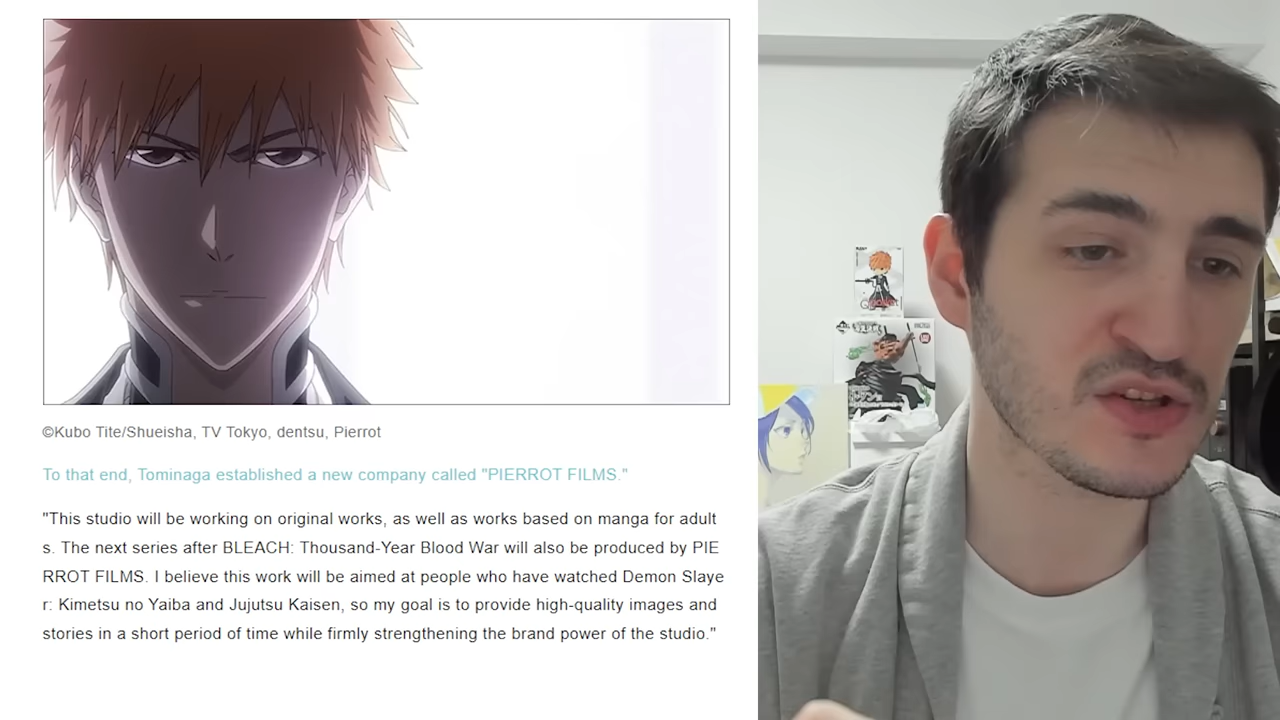 ©Kubo Tite/Shueisha, TV Tokyo, dentsu, Pierrot
To that end, Tominaga established a new company called "PIERROT FILMS."
"This studio will be working on original works, as well as works based on manga for adult
s. The next series after BLEACH: Thousand-Year Blood War will also be produced by PIE
RROT FILMS. I believe this work will be aimed at people who have watched Demon Slaye
r: Kimetsu no Yaiba and Jujutsu Kaisen, so my goal is to provide high-quality images and
stories in a short period of time while firmly strengthening the brand power of the studio."